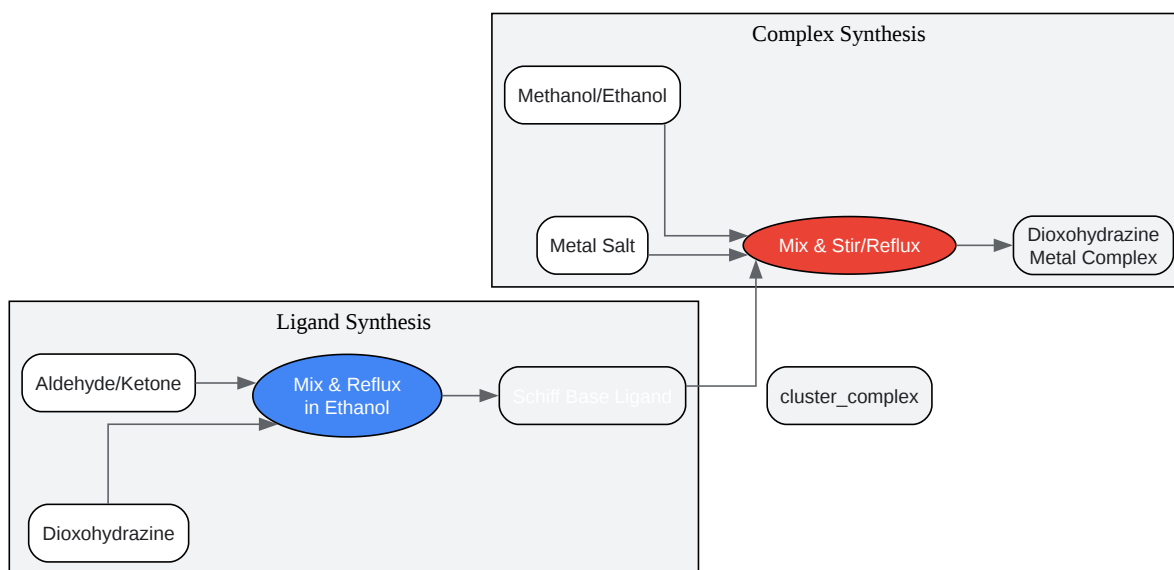 Complex Synthesis
Methanol/Ethanol
Metal Salt
Mix & Stir/Reflux
Dioxohydrazine
Metal Complex
Ligand Synthesis
Aldehyde/Ketone
Mix & Reflux
in Ethanol
Schiff Base Ligand
cluster_complex
Dioxohydrazine